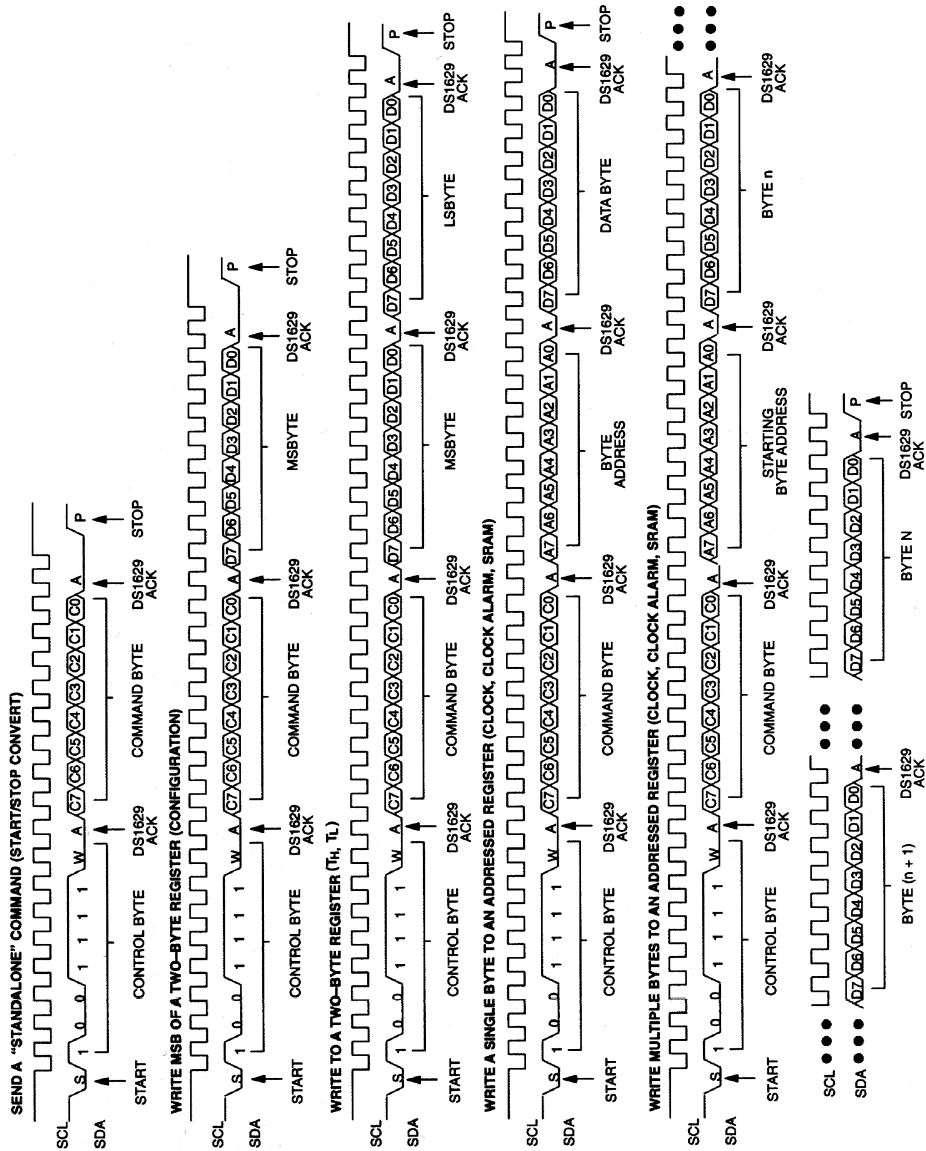 SEND A "STANDALONE" COMMAND (START/STOP CONVERT)
SCL
SDA
S 1 0 0 1 1 1 1 W A C7 C6 C5 C4 C3 C2 C1 C0 A P
START CONTROL BYTE DS1629 ACK COMMAND BYTE DS1629 ACK STOP
WRITE MSB OF A TWO-BYTE REGISTER (CONFIGURATION)
SCL
SDA
S 1 0 0 1 1 1 1 W A C7 C6 C5 C4 C3 C2 C1 C0 A D7 D6 D5 D4 D3 D2 D1 D0 A P
START CONTROL BYTE DS1629 ACK COMMAND BYTE DS1629 ACK MSBYTE DS1629 ACK STOP
WRITE TO A TWO-BYTE REGISTER (TH, TL)
SCL
SDA
S 1 0 0 1 1 1 1 W A C7 C6 C5 C4 C3 C2 C1 C0 A D7 D6 D5 D4 D3 D2 D1 D0 A D7 D6 D5 D4 D3 D2 D1 D0 A P
START CONTROL BYTE DS1629 ACK COMMAND BYTE DS1629 ACK MSBYTE DS1629 ACK LSBYTE DS1629 ACK STOP
WRITE A SINGLE BYTE TO AN ADDRESSED REGISTER (CLOCK, CLOCK ALARM, SRAM)
SCL
SDA
S 1 0 0 1 1 1 1 W A C7 C6 C5 C4 C3 C2 C1 C0 A A7 A6 A5 A4 A3 A2 A1 A0 A D7 D6 D5 D4 D3 D2 D1 D0 A P
START CONTROL BYTE DS1629 ACK COMMAND BYTE DS1629 ACK BYTE ADDRESS DS1629 ACK DATA BYTE DS1629 ACK STOP
WRITE MULTIPLE BYTES TO AN ADDRESSED REGISTER (CLOCK, CLOCK ALARM, SRAM)
SCL
SDA
S 1 0 0 1 1 1 1 W A C7 C6 C5 C4 C3 C2 C1 C0 A A7 A6 A5 A4 A3 A2 A1 A0 A D7 D6 D5 D4 D3 D2 D1 D0 A
START CONTROL BYTE DS1629 ACK COMMAND BYTE DS1629 ACK STARTING BYTE ADDRESS DS1629 ACK BYTE n DS1629 ACK
SCL
SDA
D7 D6 D5 D4 D3 D2 D1 D0 A D7 D6 D5 D4 D3 D2 D1 D0 A P
BYTE (n + 1) DS1629 ACK BYTE N DS1629 ACK STOP